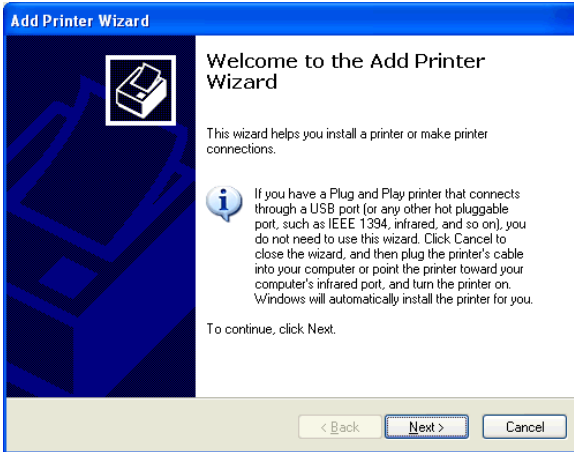 Add Printer Wizard
Welcome to the Add Printer
Wizard
This wizard helps you install a printer or make printer
connections.
If you have a Plug and Play printer that connects
through a USB port (or any other hot pluggable
port, such as IEEE 1394, infrared, and so on), you
do not need to use this wizard. Click Cancel to
close the wizard, and then plug the printer's cable
into your computer or point the printer toward your
computer's infrared port, and turn the printer on.
Windows will automatically install the printer for you.
To continue, click Next.
< Back Next > Cancel